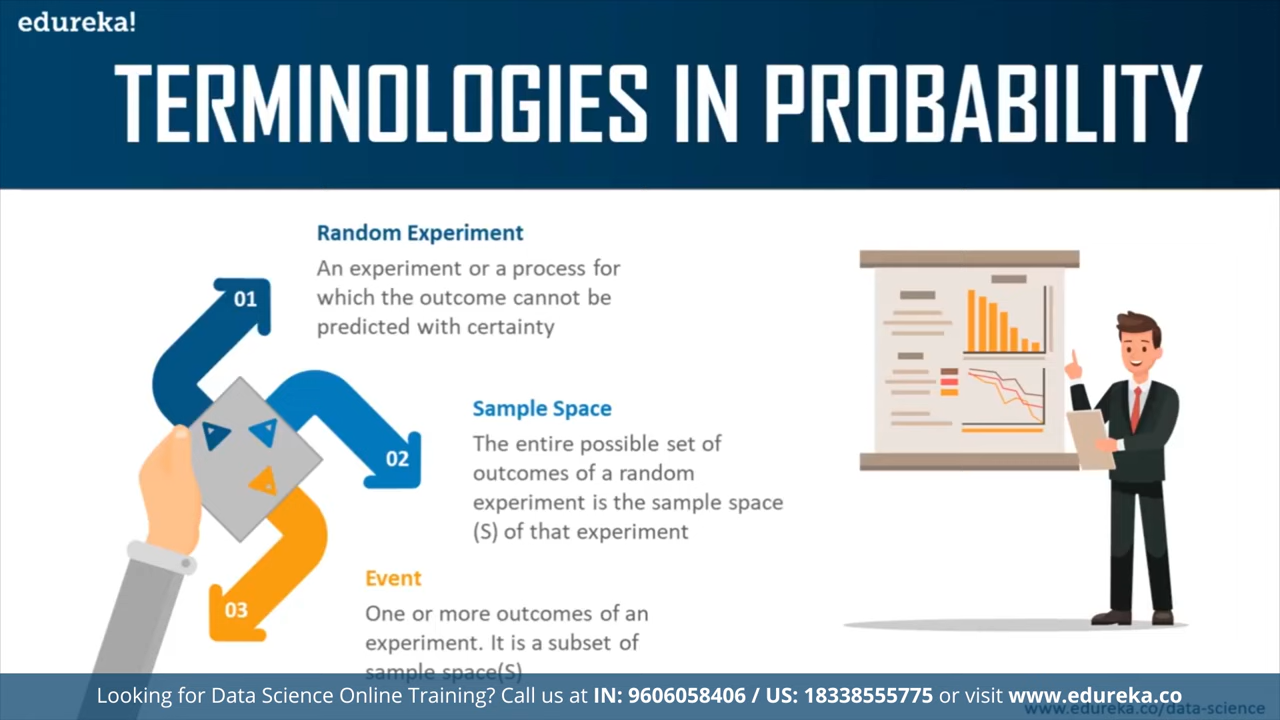 edureka!
TERMINOLOGIES IN PROBABILITY
Random Experiment
An experiment or a process for
which the outcome cannot be
predicted with certainty
01
Sample Space
The entire possible set of
outcomes of a random
experiment is the sample space
(S) of that experiment
02
Event
One or more outcomes of an
experiment. It is a subset of
sample space(S)
03
Looking for Data Science Online Training? Call us at IN: 9606058406 / US: 18338555775 or visit www.edureka.co
www.edureka.co/data-science